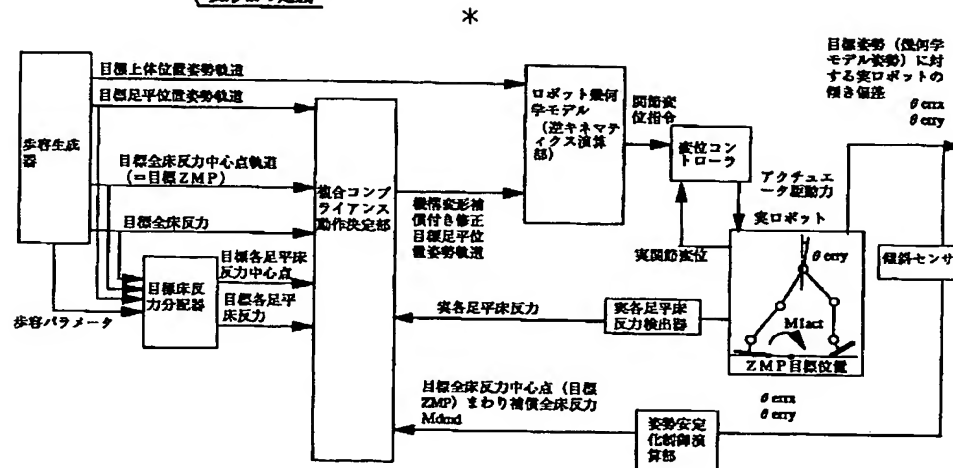 *
目標姿勢(幾何学
モデル姿勢)に対
する実ロボットの
傾き偏差
θerrx
θerry
目標上体位置姿勢軌道
目標足平位置姿勢軌道
歩容生成
器
目標全床反力中心点軌道
(=目標ZMP)
目標全床反力
目標各足平床
反力中心点
目標床反
力分配器
目標各足平
床反力
歩容パラメータ
複合コンプ
ライアンス
動作決定部
機構変形補
償付き修正
目標足平位
置姿勢軌道
ロボット幾何
学モデル
(逆キネマテ
ィクス演算
部)
関節変
位指令
変位コン
トローラ
アクチュエ
ータ駆動力
実関節変位
実ロボット
θerry
MIact
ZMP目標位置
傾斜センサ
実各足平床反力
実各足平床
反力検出器
目標全床反力中心点(目標
ZMP)まわり補償全床反力
Mdmd
θerrx
θerry
姿勢安定
化制御演
算部